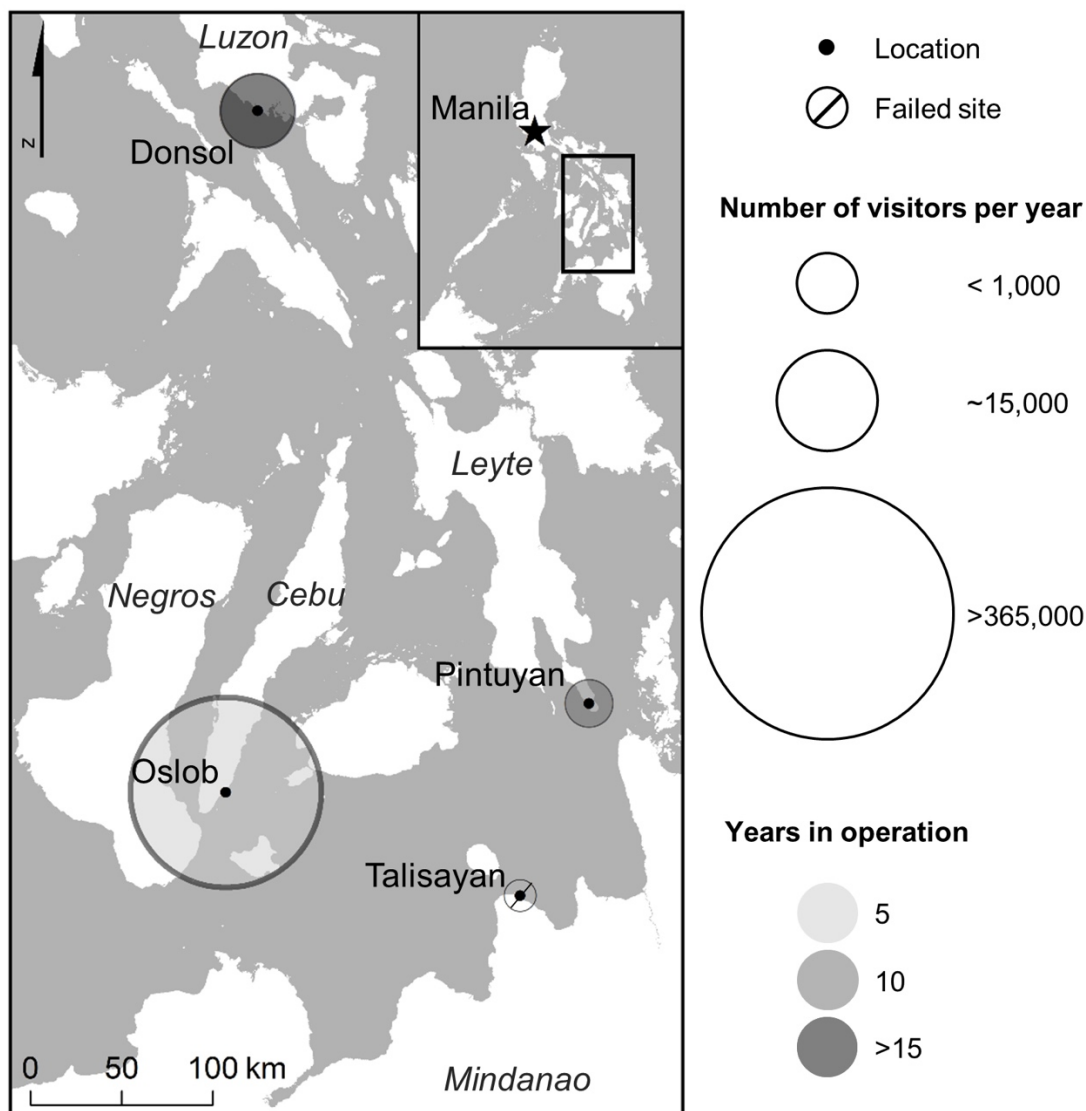 Luzon
Donsol
Manila
Leyte
Negros
Cebu
Pintuyan
Oslob
Talisayan
Mindanao
0 50 100 km
N
Location
Failed site
Number of visitors per year
< 1,000
~15,000
>365,000
Years in operation
5
10
>15